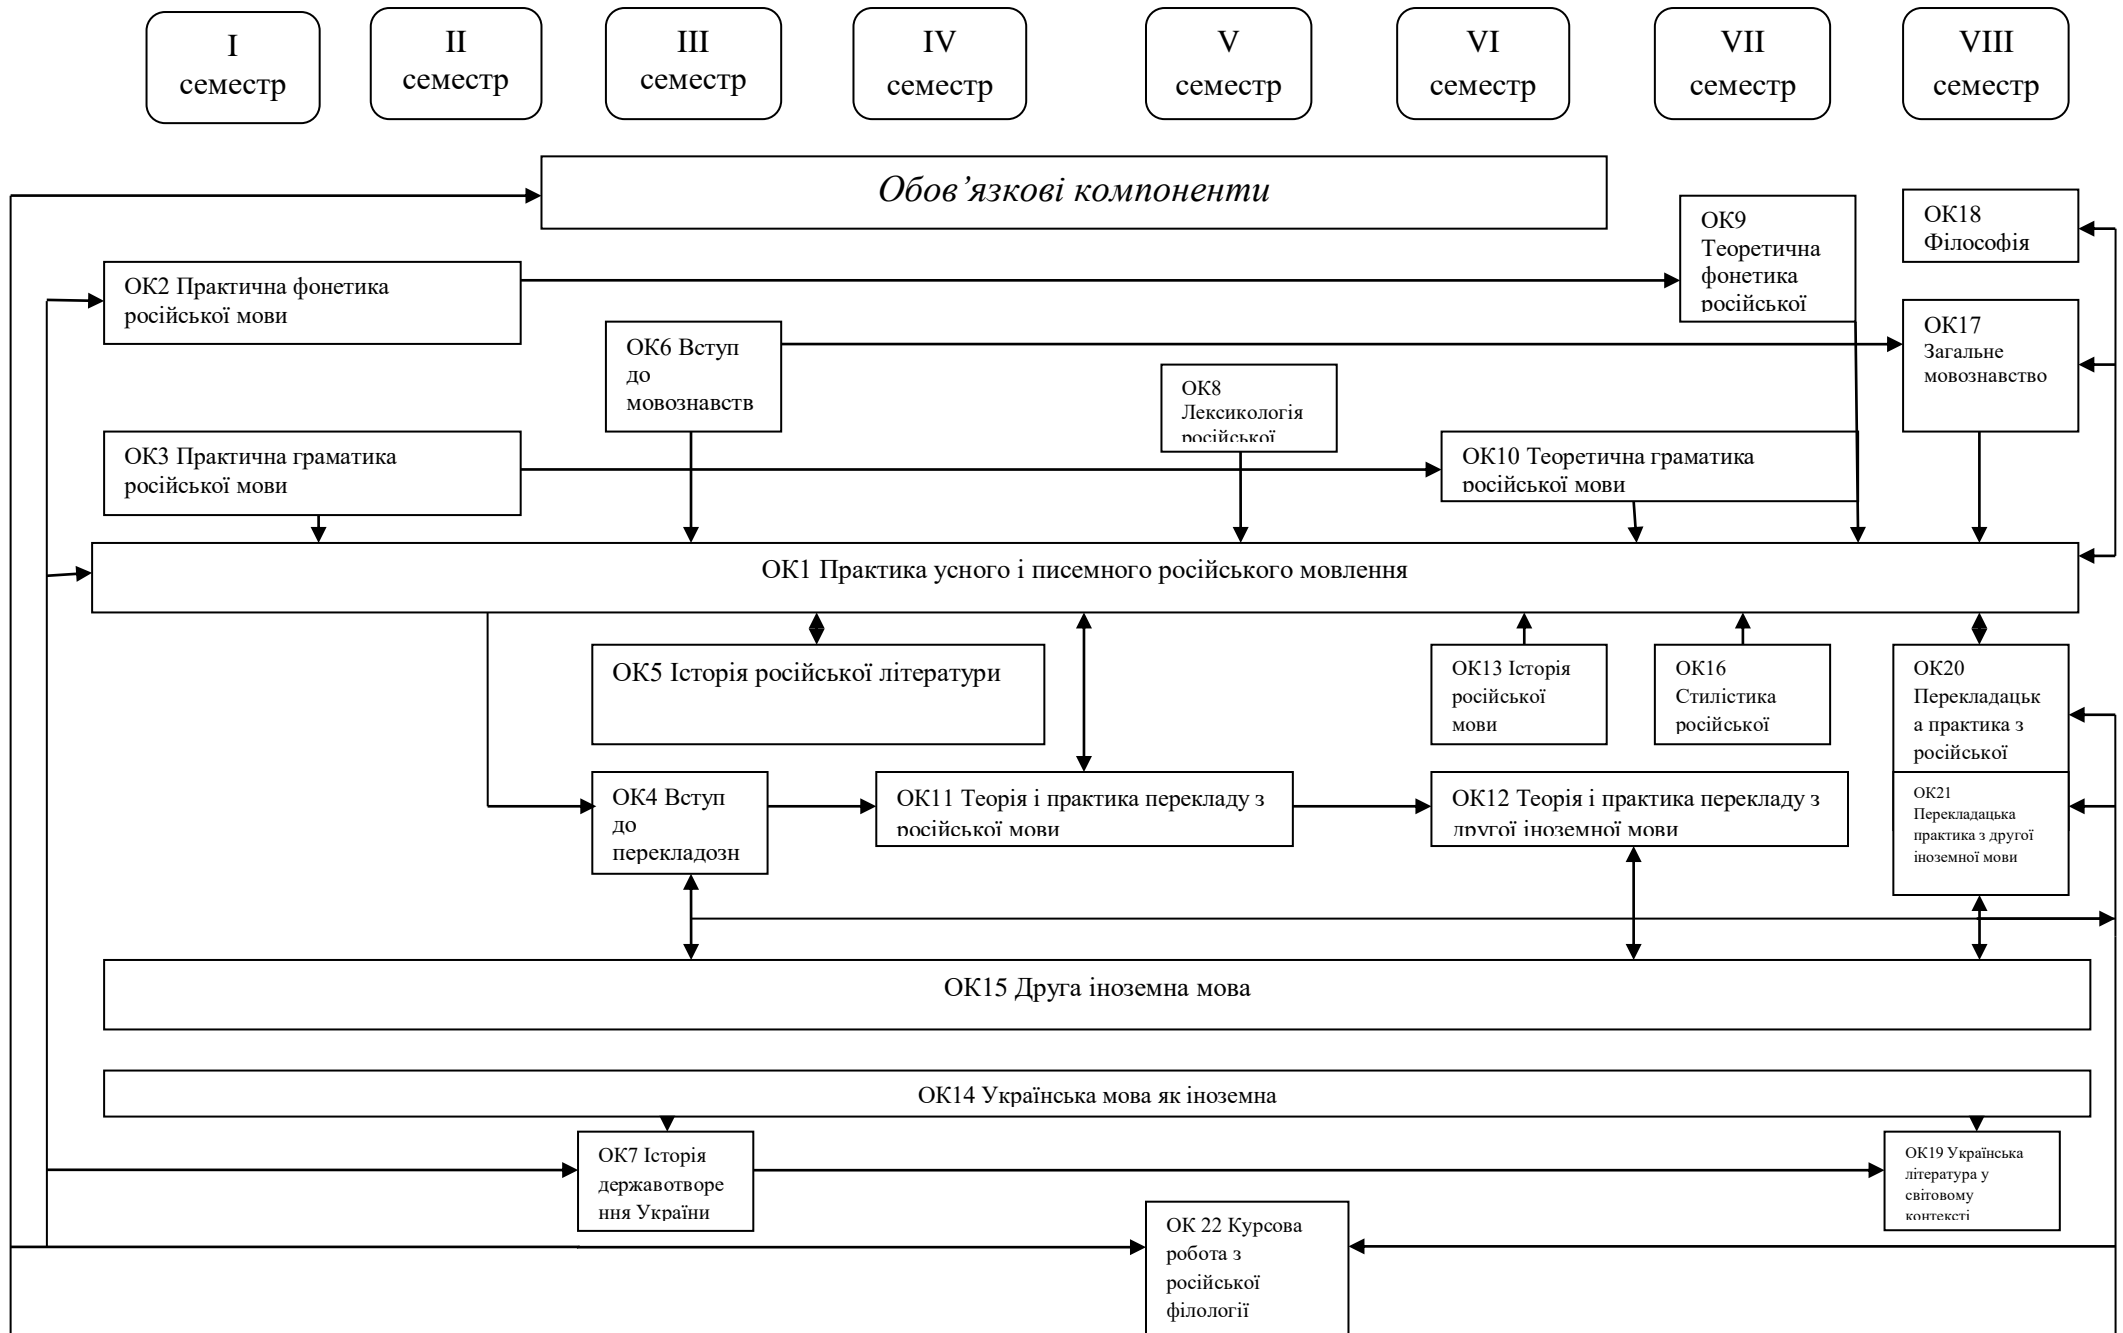 I
семестр
II
семестр
III
семестр
IV
семестр
V
семестр
VI
семестр
VII
семестр
VIII
семестр
Обов’язкові компоненти
ОК9
Теоретична
фонетика
російської
ОК18
Філософія
ОК2 Практична фонетика
російської мови
ОК6 Вступ
до
мовознавств
ОК17
Загальне
мовознавство
ОК8
Лексикологія
російської
ОК3 Практична граматика
російської мови
ОК10 Теоретична граматика
російської мови
ОК1 Практика усного і писемного російського мовлення
ОК5 Історія російської літератури
ОК13 Історія
російської
мови
ОК16
Стилістика
російської
ОК20
Перекладацьк
а практика з
російської
ОК4 Вступ
до
перекладозн
ОК11 Теорія і практика перекладу з
російської мови
ОК12 Теорія і практика перекладу з
другої іноземної мови
ОК21
Перекладацька
практика з другої
іноземної мови
ОК15 Друга іноземна мова
ОК14 Українська мова як іноземна
ОК7 Історія
державотворе
ння України
ОК19 Українська
література у
світовому
контексті
ОК 22 Курсова
робота з
російської
філології